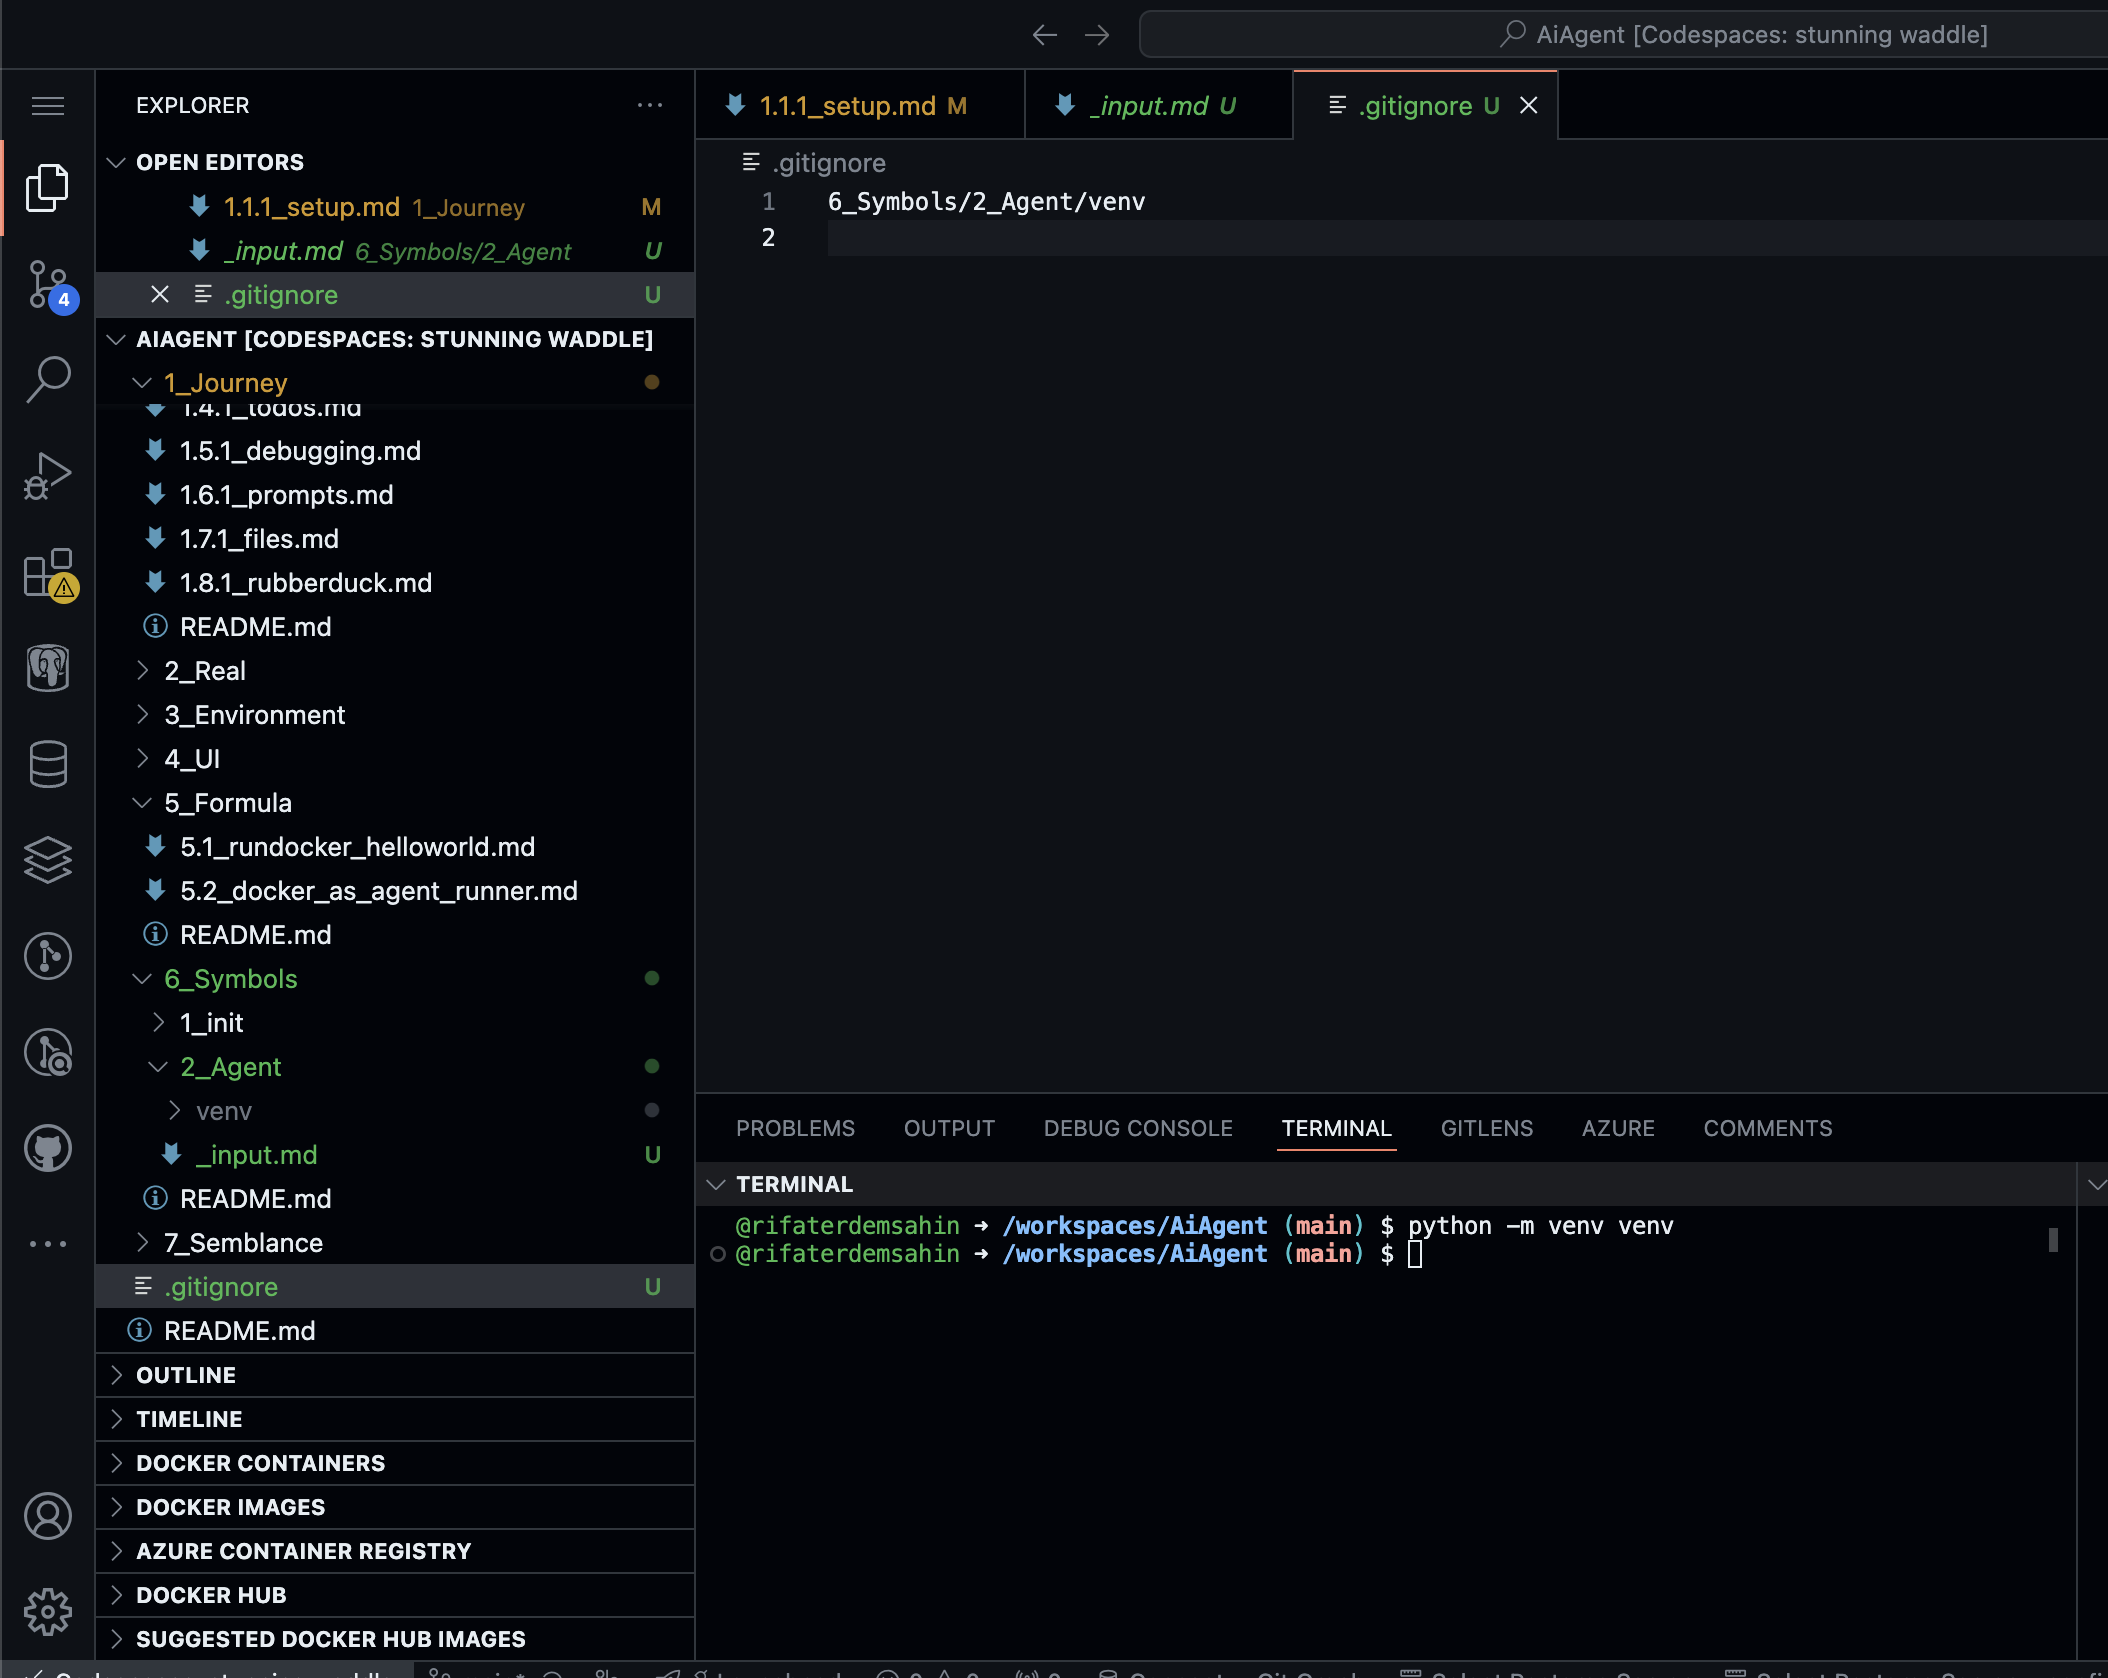 AiAgent [Codespaces: stunning waddle]
EXPLORER
OPEN EDITORS
1.1.1_setup.md 1_Journey M
_input.md 6_Symbols/2_Agent U
.gitignore U
AIAGENT [CODESPACES: STUNNING WADDLE]
1_Journey
1.4.1_todos.md
1.5.1_debugging.md
1.6.1_prompts.md
1.7.1_files.md
1.8.1_rubberduck.md
README.md
2_Real
3_Environment
4_UI
5_Formula
5.1_rundocker_helloworld.md
5.2_docker_as_agent_runner.md
README.md
6_Symbols
1_init
2_Agent
venv
_input.md U
README.md
7_Semblance
.gitignore U
README.md
OUTLINE
TIMELINE
DOCKER CONTAINERS
DOCKER IMAGES
AZURE CONTAINER REGISTRY
DOCKER HUB
SUGGESTED DOCKER HUB IMAGES
4
1.1.1_setup.md M
_input.md U
.gitignore U
.gitignore
1 6_Symbols/2_Agent/venv
2
PROBLEMS OUTPUT DEBUG CONSOLE TERMINAL GITLENS AZURE COMMENTS
TERMINAL
@rifaterdemsahin ➜ /workspaces/AiAgent (main) $ python -m venv venv
@rifaterdemsahin ➜ /workspaces/AiAgent (main) $